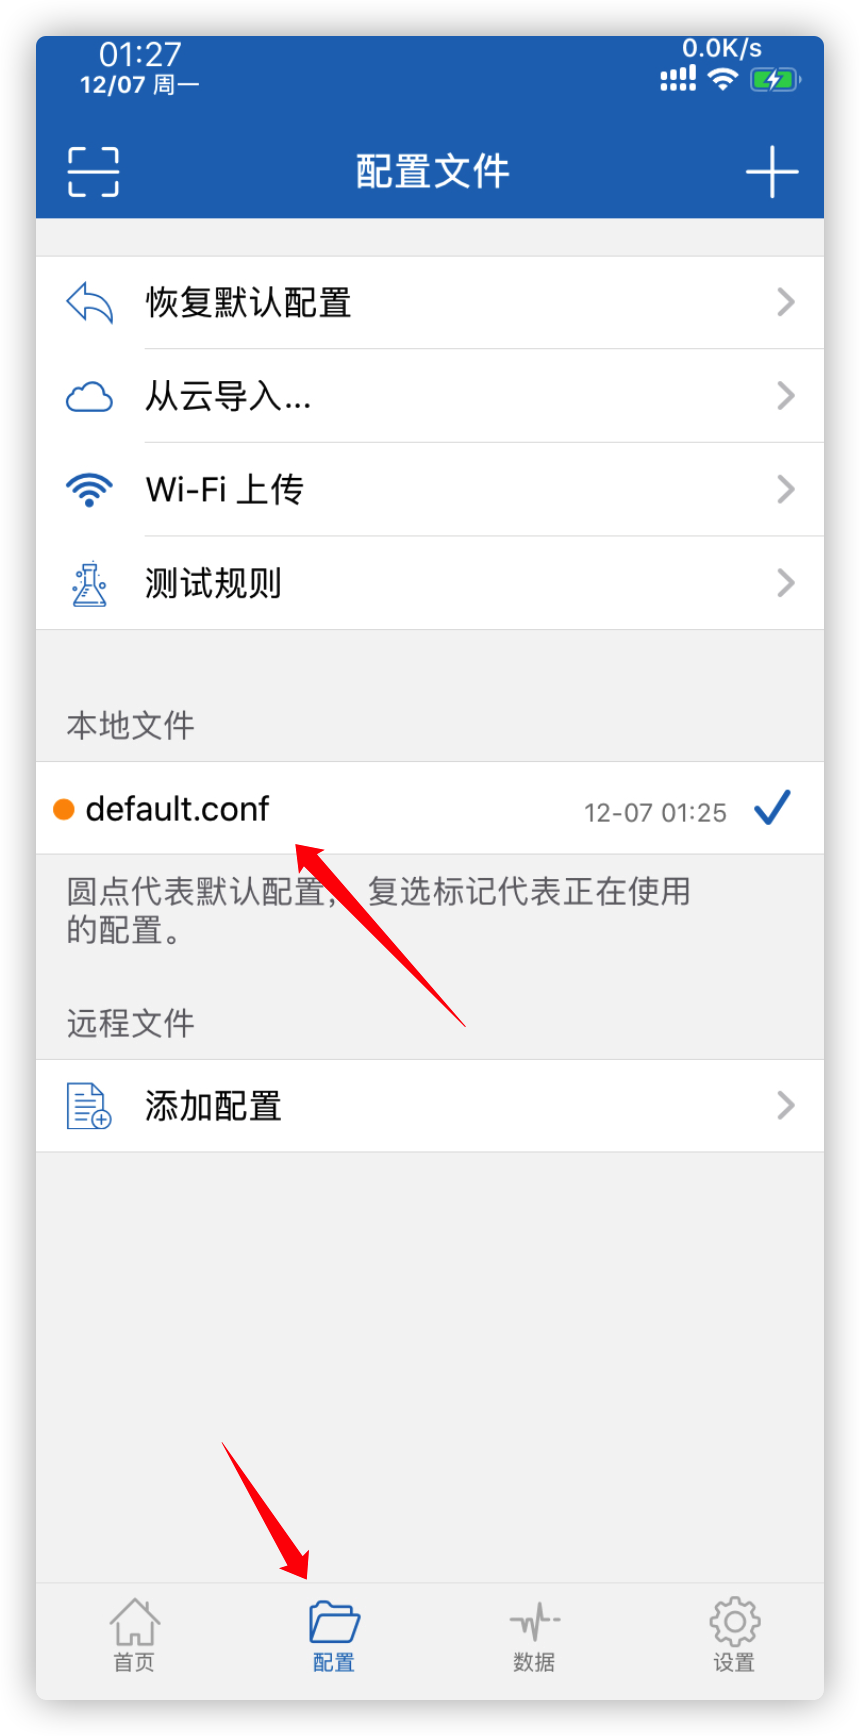 01:27
0.0K/s
12/07 周一
配置文件
恢复默认配置
从云导入...
Wi-Fi 上传
测试规则
本地文件
default.conf 12-07 01:25
圆点代表默认配置，复选标记代表正在使用
的配置。
远程文件
添加配置
首页 配置 数据 设置